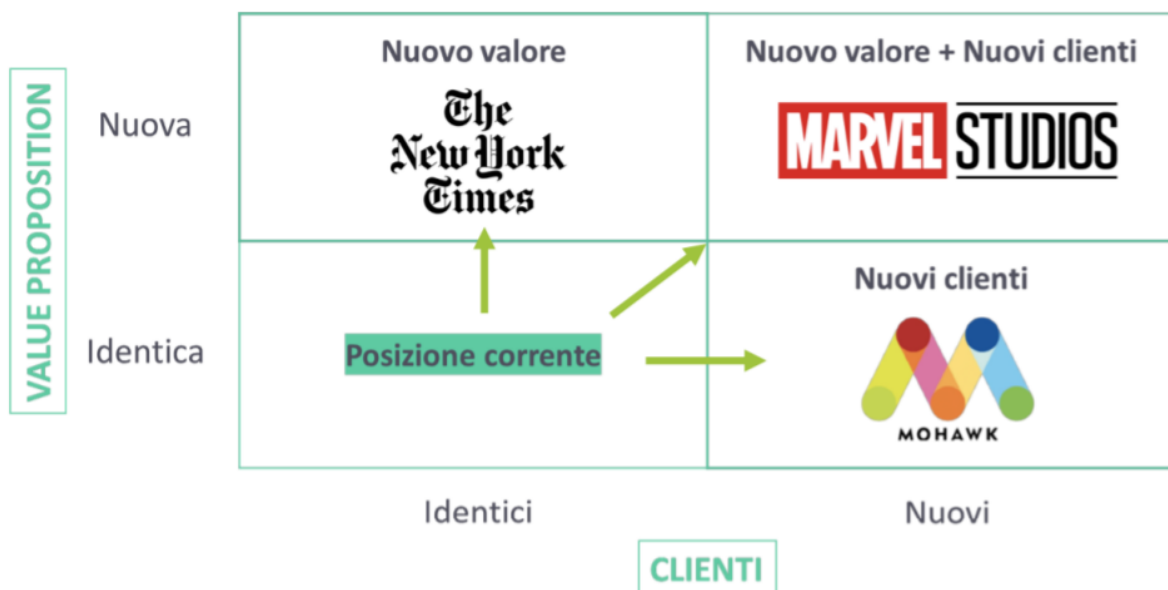 Nuovo valore
Nuovo valore + Nuovi clienti
VALUE PROPOSITION
Nuova
The
New York
Times
MARVEL STUDIOS
Nuovi clienti
Identica
Posizione corrente
MOHAWK
Identici
Nuovi
CLIENTI